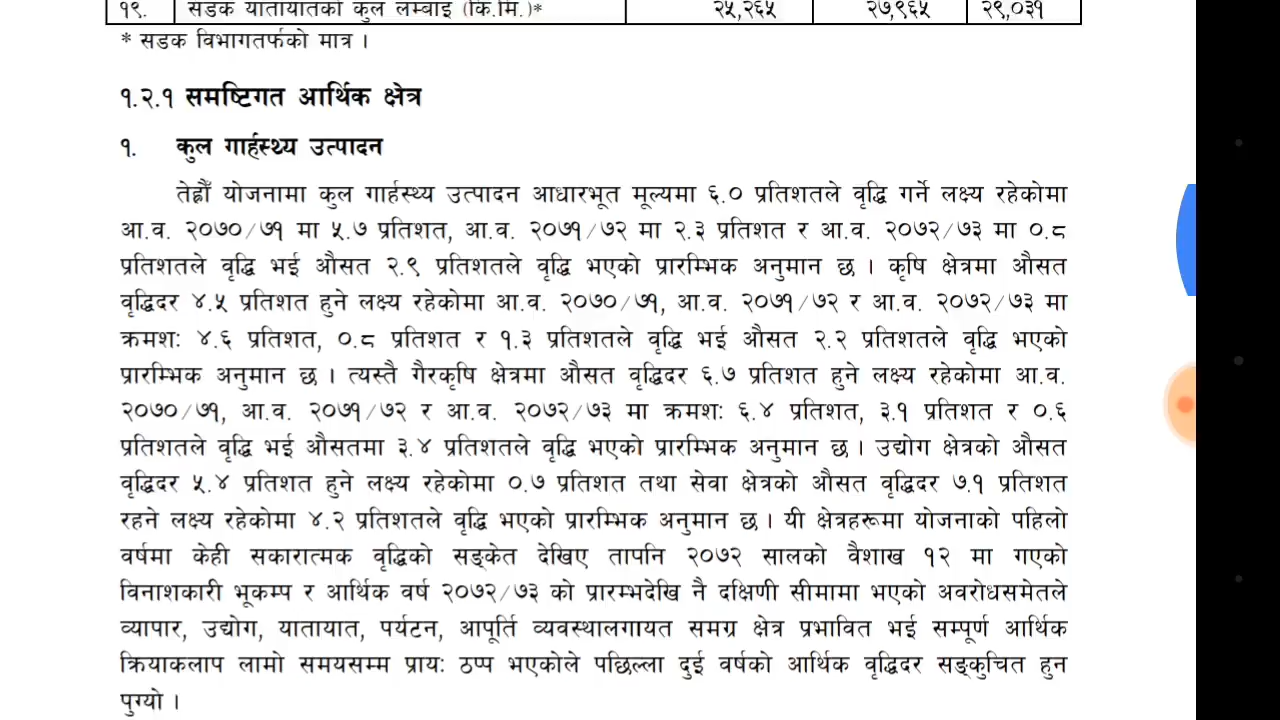 १९. सडक यातायातको कुल लम्बाइ (कि.मि.)* २५,२६५ २७,९६५ २९,०३१
* सडक विभागतर्फको मात्र ।
१.२.१ समष्टिगत आर्थिक क्षेत्र
१. कुल गार्हस्थ्य उत्पादन
तेह्रौँ योजनामा कुल गार्हस्थ्य उत्पादन आधारभूत मूल्यमा ६.० प्रतिशतले वृद्धि गर्ने लक्ष्य रहेकोमा
आ.व. २०७०/७१ मा ५.७ प्रतिशत, आ.व. २०७१/७२ मा २.३ प्रतिशत र आ.व. २०७२/७३ मा ०.८
प्रतिशतले वृद्धि भई औसत २.९ प्रतिशतले वृद्धि भएको प्रारम्भिक अनुमान छ । कृषि क्षेत्रमा औसत
वृद्धिदर ४.५ प्रतिशत हुने लक्ष्य रहेकोमा आ.व. २०७०/७१, आ.व. २०७१/७२ र आ.व. २०७२/७३ मा
क्रमशः ४.६ प्रतिशत, ०.८ प्रतिशत र १.३ प्रतिशतले वृद्धि भई औसत २.२ प्रतिशतले वृद्धि भएको
प्रारम्भिक अनुमान छ । त्यस्तै गैरकृषि क्षेत्रमा औसत वृद्धिदर ६.७ प्रतिशत हुने लक्ष्य रहेकोमा आ.व.
२०७०/७१, आ.व. २०७१/७२ र आ.व. २०७२/७३ मा क्रमशः ६.४ प्रतिशत, ३.१ प्रतिशत र ०.६
प्रतिशतले वृद्धि भई औसतमा ३.४ प्रतिशतले वृद्धि भएको प्रारम्भिक अनुमान छ । उद्योग क्षेत्रको औसत
वृद्धिदर ५.४ प्रतिशत हुने लक्ष्य रहेकोमा ०.७ प्रतिशत तथा सेवा क्षेत्रको औसत वृद्धिदर ७.१ प्रतिशत
रहने लक्ष्य रहेकोमा ४.२ प्रतिशतले वृद्धि भएको प्रारम्भिक अनुमान छ । यी क्षेत्रहरूमा योजनाको पहिलो
वर्षमा केही सकारात्मक वृद्धिको सङ्केत देखिए तापनि २०७२ सालको वैशाख १२ मा गएको
विनाशकारी भूकम्प र आर्थिक वर्ष २०७२/७३ को प्रारम्भदेखि नै दक्षिणी सीमामा भएको अवरोधसमेतले
व्यापार, उद्योग, यातायात, पर्यटन, आपूर्ति व्यवस्थालगायत समग्र क्षेत्र प्रभावित भई सम्पूर्ण आर्थिक
क्रियाकलाप लामो समयसम्म प्रायः ठप्प भएकोले पछिल्ला दुई वर्षको आर्थिक वृद्धिदर सङ्कुचित हुन
पुग्यो ।